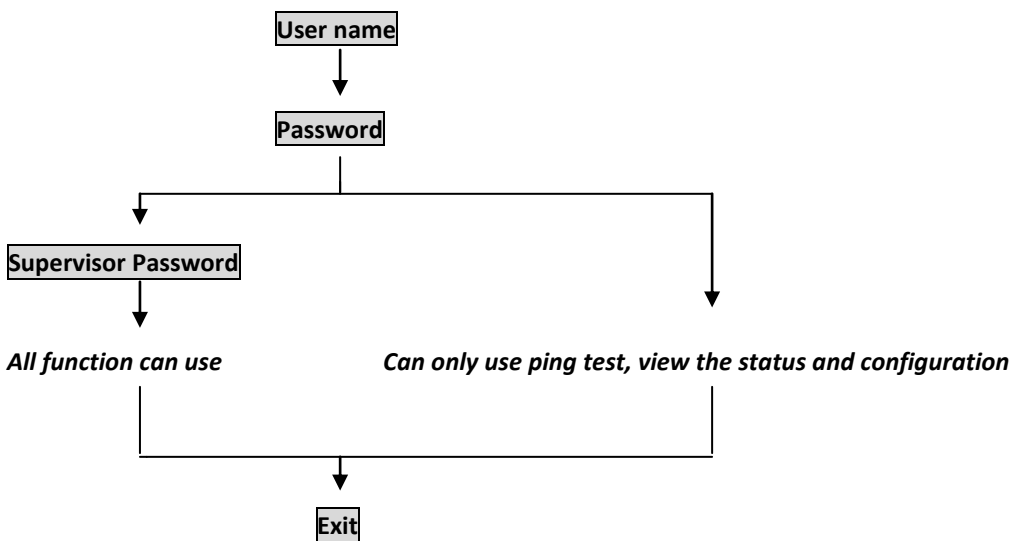 User name
Password
Supervisor Password
All function can use
Can only use ping test, view the status and configuration
Exit